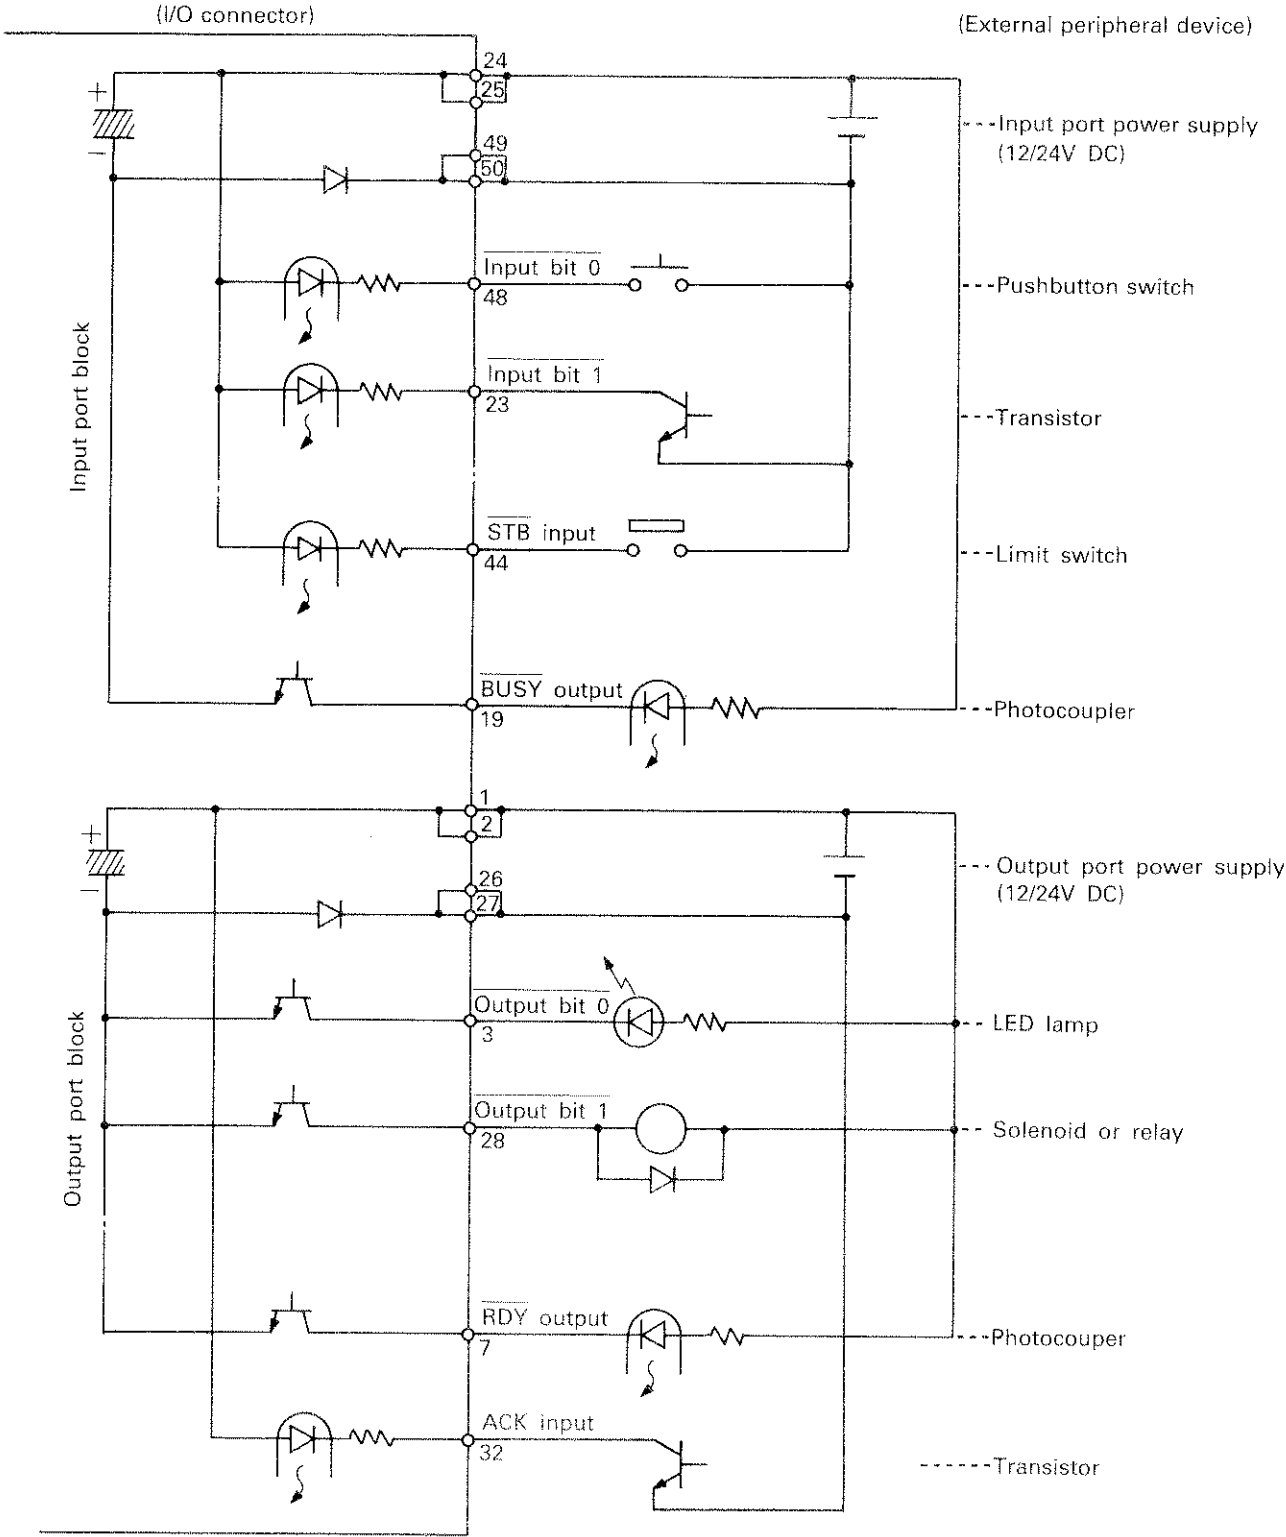 (I/O connector)
(External peripheral device)
24
25
+
---Input port power supply
(12/24V DC)
−
49
50
Input bit 0
48
---Pushbutton switch
Input port block
Input bit 1
23
---Transistor
STB input
44
---Limit switch
BUSY output
19
---Photocoupler
1
2
+
---Output port power supply
(12/24V DC)
−
26
27
Output bit 0
3
-- LED lamp
Output port block
Output bit 1
28
-- Solenoid or relay
RDY output
7
---Photocouper
ACK input
32
------Transistor